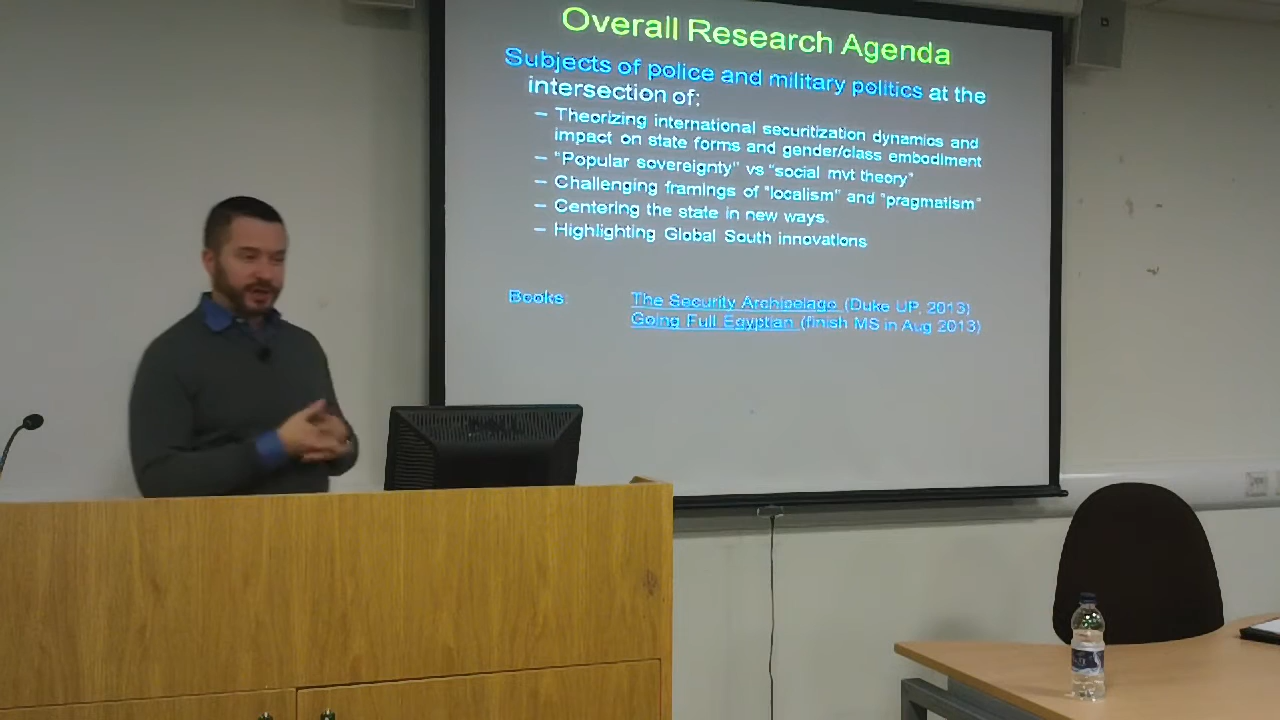 Overall Research Agenda
Subjects of police and military politics at the
intersection of:
– Theorizing international securitization dynamics and
impact on state forms and gender/class embodiment
– "Popular sovereignty" vs "social mvt theory"
– Challenging framings of "localism" and "pragmatism"
– Centering the state in new ways.
– Highlighting Global South innovations
Books: The Security Archipelago (Duke UP, 2013)
Going Full Egyptian (finish MS in Aug 2013)
DELL